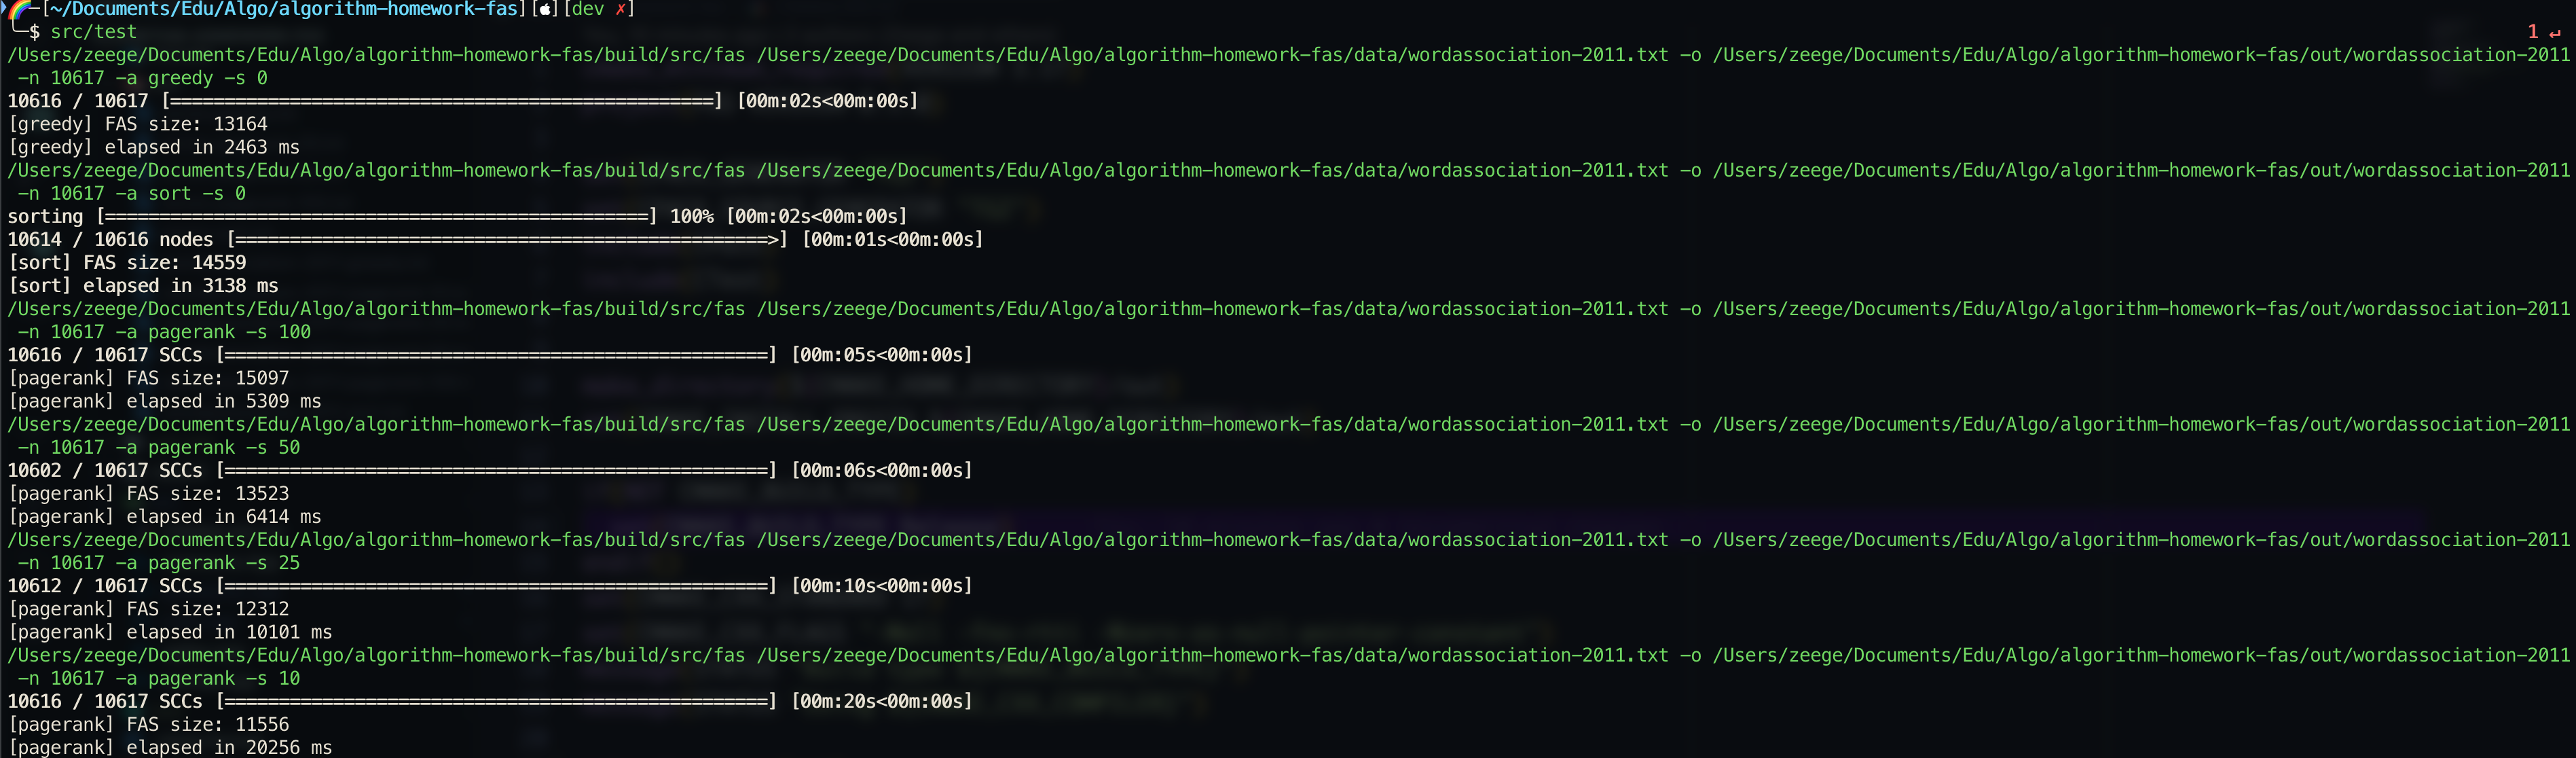 [~/Documents/Edu/Algo/algorithm-homework-fas][][dev ✗]
$ src/test 1 ↵
/Users/zeege/Documents/Edu/Algo/algorithm-homework-fas/build/src/fas /Users/zeege/Documents/Edu/Algo/algorithm-homework-fas/data/wordassociation-2011.txt -o /Users/zeege/Documents/Edu/Algo/algorithm-homework-fas/out/wordassociation-2011
-n 10617 -a greedy -s 0
10616 / 10617 [==================================================] [00m:02s<00m:00s]
[greedy] FAS size: 13164
[greedy] elapsed in 2463 ms
/Users/zeege/Documents/Edu/Algo/algorithm-homework-fas/build/src/fas /Users/zeege/Documents/Edu/Algo/algorithm-homework-fas/data/wordassociation-2011.txt -o /Users/zeege/Documents/Edu/Algo/algorithm-homework-fas/out/wordassociation-2011
-n 10617 -a sort -s 0
sorting [==================================================] 100% [00m:02s<00m:00s]
10614 / 10616 nodes [=================================================>] [00m:01s<00m:00s]
[sort] FAS size: 14559
[sort] elapsed in 3138 ms
/Users/zeege/Documents/Edu/Algo/algorithm-homework-fas/build/src/fas /Users/zeege/Documents/Edu/Algo/algorithm-homework-fas/data/wordassociation-2011.txt -o /Users/zeege/Documents/Edu/Algo/algorithm-homework-fas/out/wordassociation-2011
-n 10617 -a pagerank -s 100
10616 / 10617 SCCs [==================================================] [00m:05s<00m:00s]
[pagerank] FAS size: 15097
[pagerank] elapsed in 5309 ms
/Users/zeege/Documents/Edu/Algo/algorithm-homework-fas/build/src/fas /Users/zeege/Documents/Edu/Algo/algorithm-homework-fas/data/wordassociation-2011.txt -o /Users/zeege/Documents/Edu/Algo/algorithm-homework-fas/out/wordassociation-2011
-n 10617 -a pagerank -s 50
10602 / 10617 SCCs [==================================================] [00m:06s<00m:00s]
[pagerank] FAS size: 13523
[pagerank] elapsed in 6414 ms
/Users/zeege/Documents/Edu/Algo/algorithm-homework-fas/build/src/fas /Users/zeege/Documents/Edu/Algo/algorithm-homework-fas/data/wordassociation-2011.txt -o /Users/zeege/Documents/Edu/Algo/algorithm-homework-fas/out/wordassociation-2011
-n 10617 -a pagerank -s 25
10612 / 10617 SCCs [==================================================] [00m:10s<00m:00s]
[pagerank] FAS size: 12312
[pagerank] elapsed in 10101 ms
/Users/zeege/Documents/Edu/Algo/algorithm-homework-fas/build/src/fas /Users/zeege/Documents/Edu/Algo/algorithm-homework-fas/data/wordassociation-2011.txt -o /Users/zeege/Documents/Edu/Algo/algorithm-homework-fas/out/wordassociation-2011
-n 10617 -a pagerank -s 10
10616 / 10617 SCCs [==================================================] [00m:20s<00m:00s]
[pagerank] FAS size: 11556
[pagerank] elapsed in 20256 ms